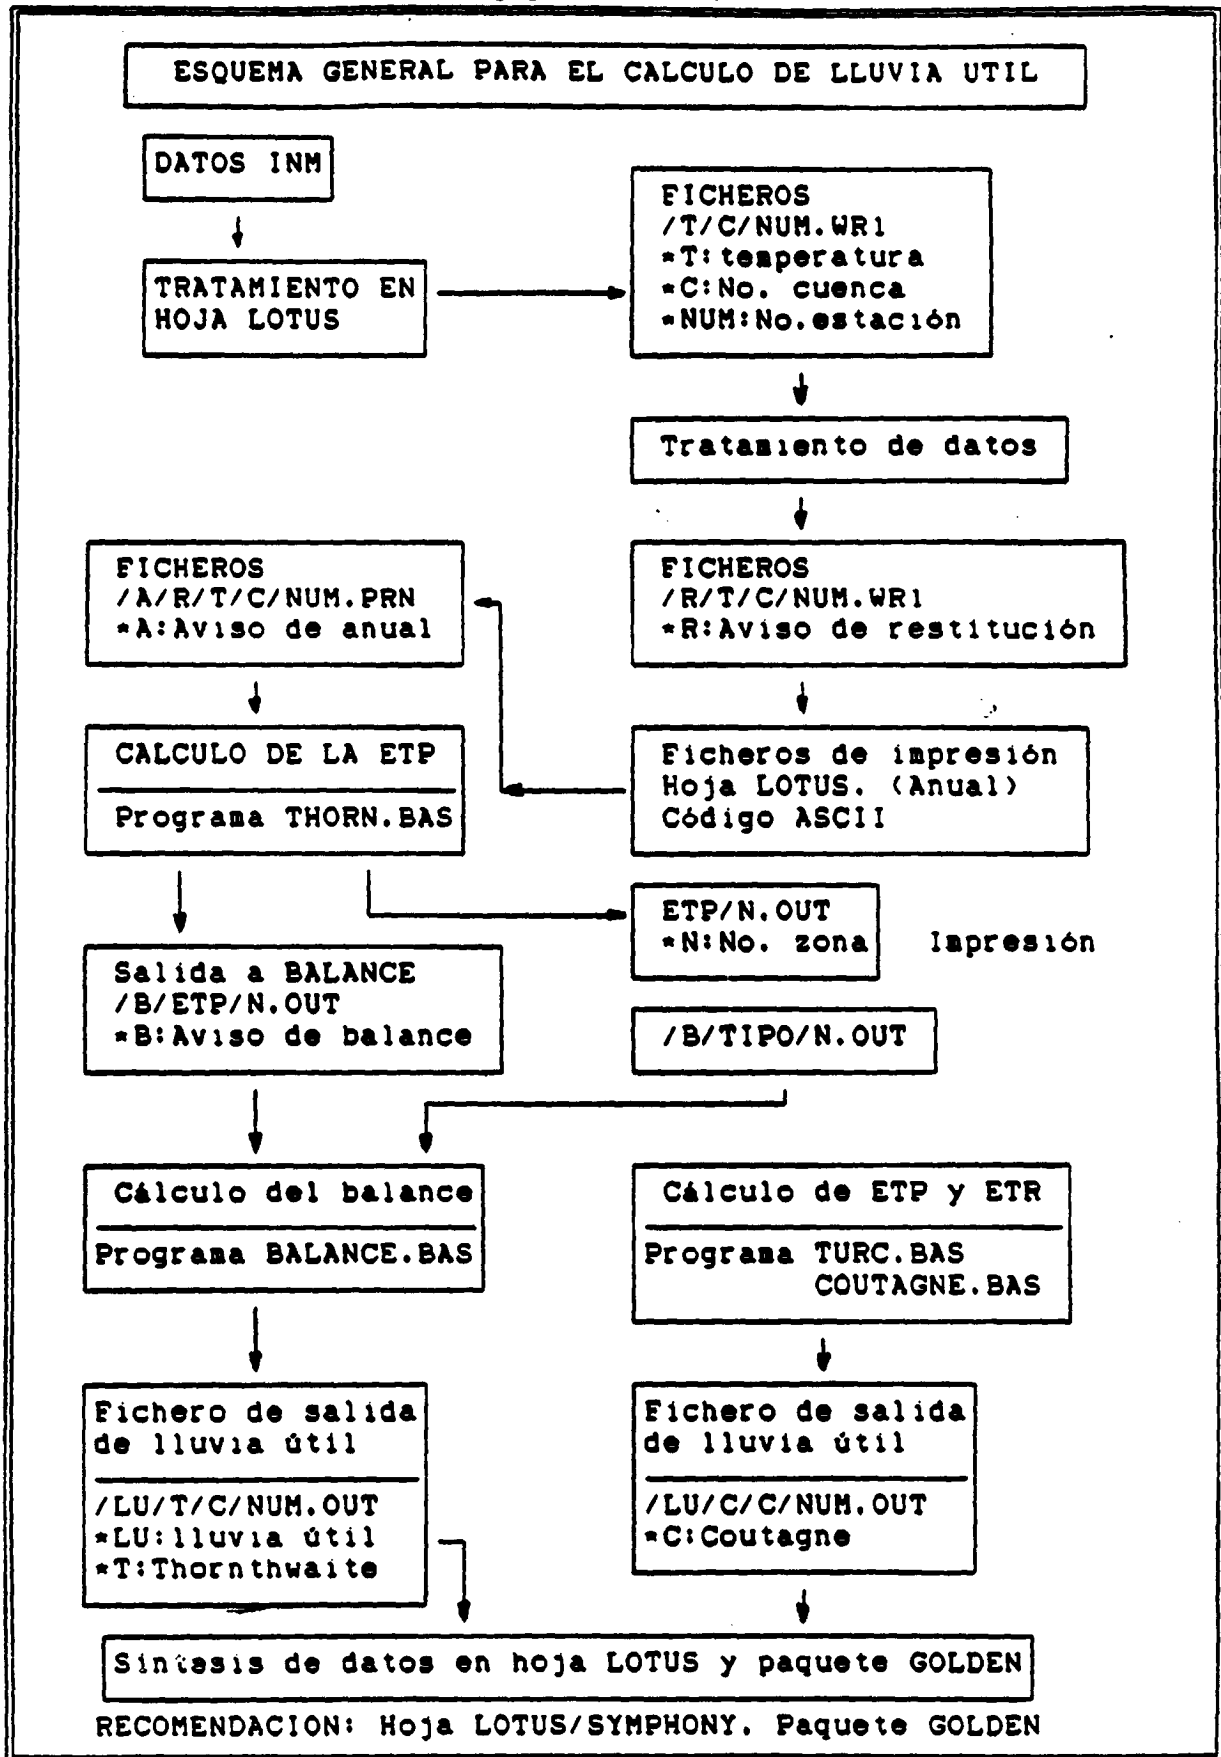 ESQUEMA GENERAL PARA EL CALCULO DE LLUVIA UTIL
DATOS INM
TRATAMIENTO EN
HOJA LOTUS
FICHEROS
/T/C/NUM.WR1
*T:temperatura
*C:No. cuenca
*NUM:No.estación
Tratamiento de datos
FICHEROS
/R/T/C/NUM.WR1
*R:Aviso de restitución
Ficheros de impresión
Hoja LOTUS. (Anual)
Código ASCII
FICHEROS
/A/R/T/C/NUM.PRN
*A:Aviso de anual
CALCULO DE LA ETP
Programa THORN.BAS
ETP/N.OUT
*N:No. zona Impresión
Salida a BALANCE
/B/ETP/N.OUT
*B:Aviso de balance
/B/TIPO/N.OUT
Cálculo del balance
Programa BALANCE.BAS
Cálculo de ETP y ETR
Programa TURC.BAS
COUTAGNE.BAS
Fichero de salida
de lluvia útil
/LU/T/C/NUM.OUT
*LU:lluvia útil
*T:Thornthwaite
Fichero de salida
de lluvia útil
/LU/C/C/NUM.OUT
*C:Coutagne
Síntesis de datos en hoja LOTUS y paquete GOLDEN
RECOMENDACION: Hoja LOTUS/SYMPHONY. Paquete GOLDEN